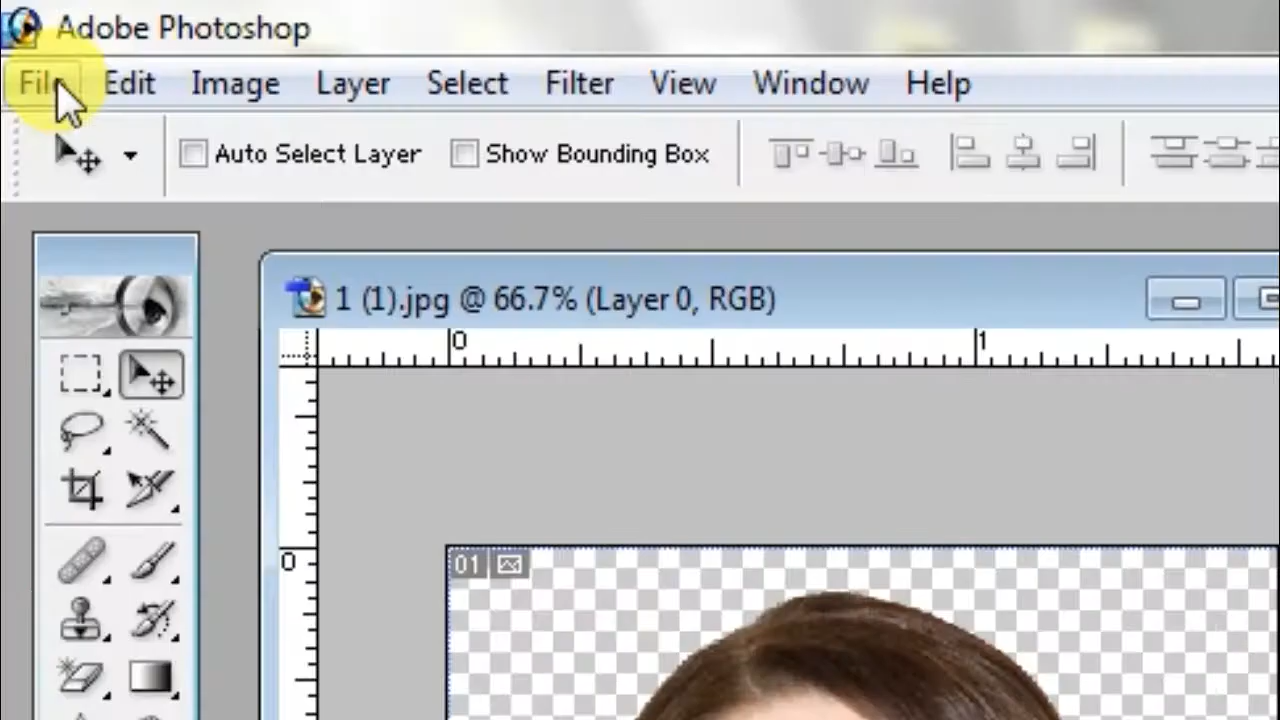 Adobe Photoshop
File Edit Image Layer Select Filter View Window Help
Auto Select Layer Show Bounding Box
1 (1).jpg @ 66.7% (Layer 0, RGB)
0 1
0
01